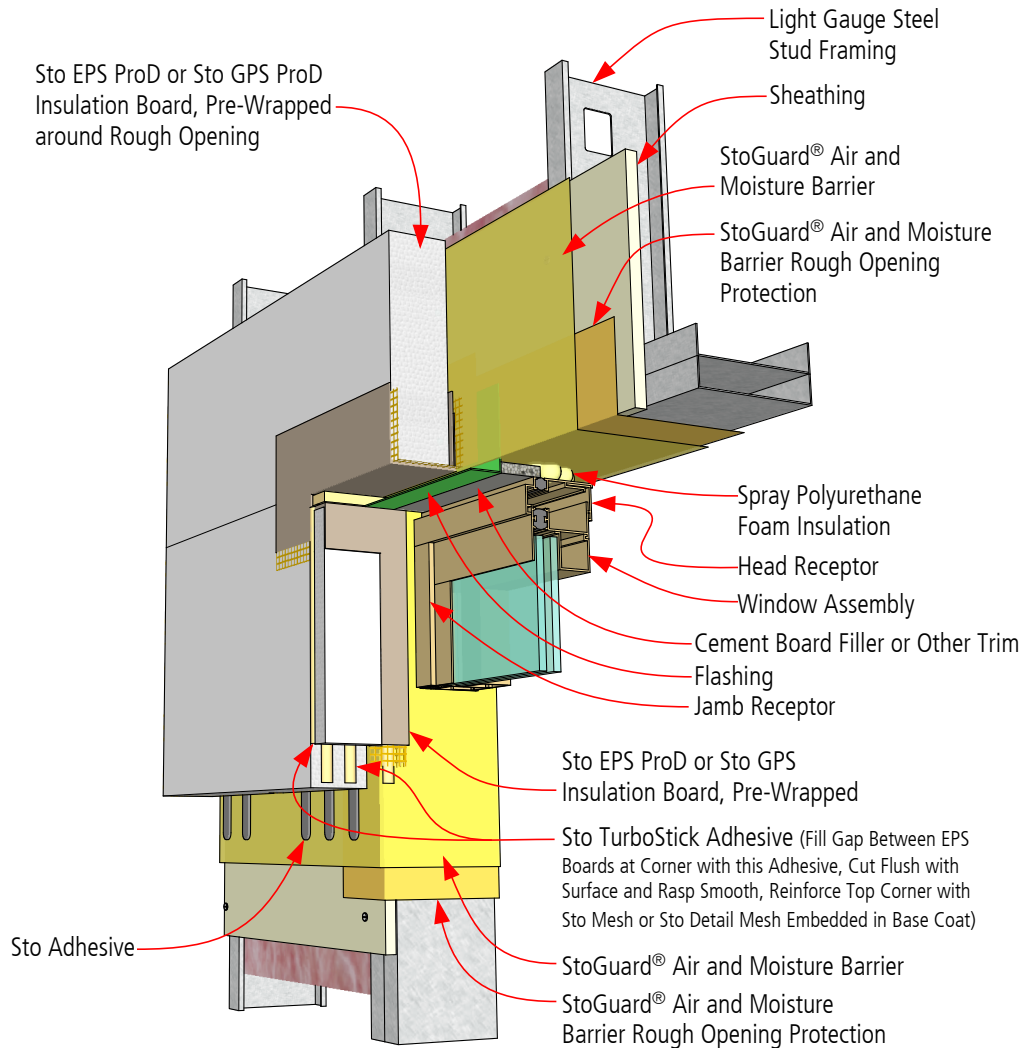 Light Gauge Steel
Stud Framing
Sto EPS ProD or Sto GPS ProD
Insulation Board, Pre-Wrapped
around Rough Opening
Sheathing
StoGuard® Air and
Moisture Barrier
StoGuard® Air and Moisture
Barrier Rough Opening
Protection
Spray Polyurethane
Foam Insulation
Head Receptor
Window Assembly
Cement Board Filler or Other Trim
Flashing
Jamb Receptor
Sto EPS ProD or Sto GPS
Insulation Board, Pre-Wrapped
Sto TurboStick Adhesive (Fill Gap Between EPS
Boards at Corner with this Adhesive, Cut Flush with
Surface and Rasp Smooth, Reinforce Top Corner with
Sto Mesh or Sto Detail Mesh Embedded in Base Coat)
Sto Adhesive
StoGuard® Air and Moisture Barrier
StoGuard® Air and Moisture
Barrier Rough Opening Protection